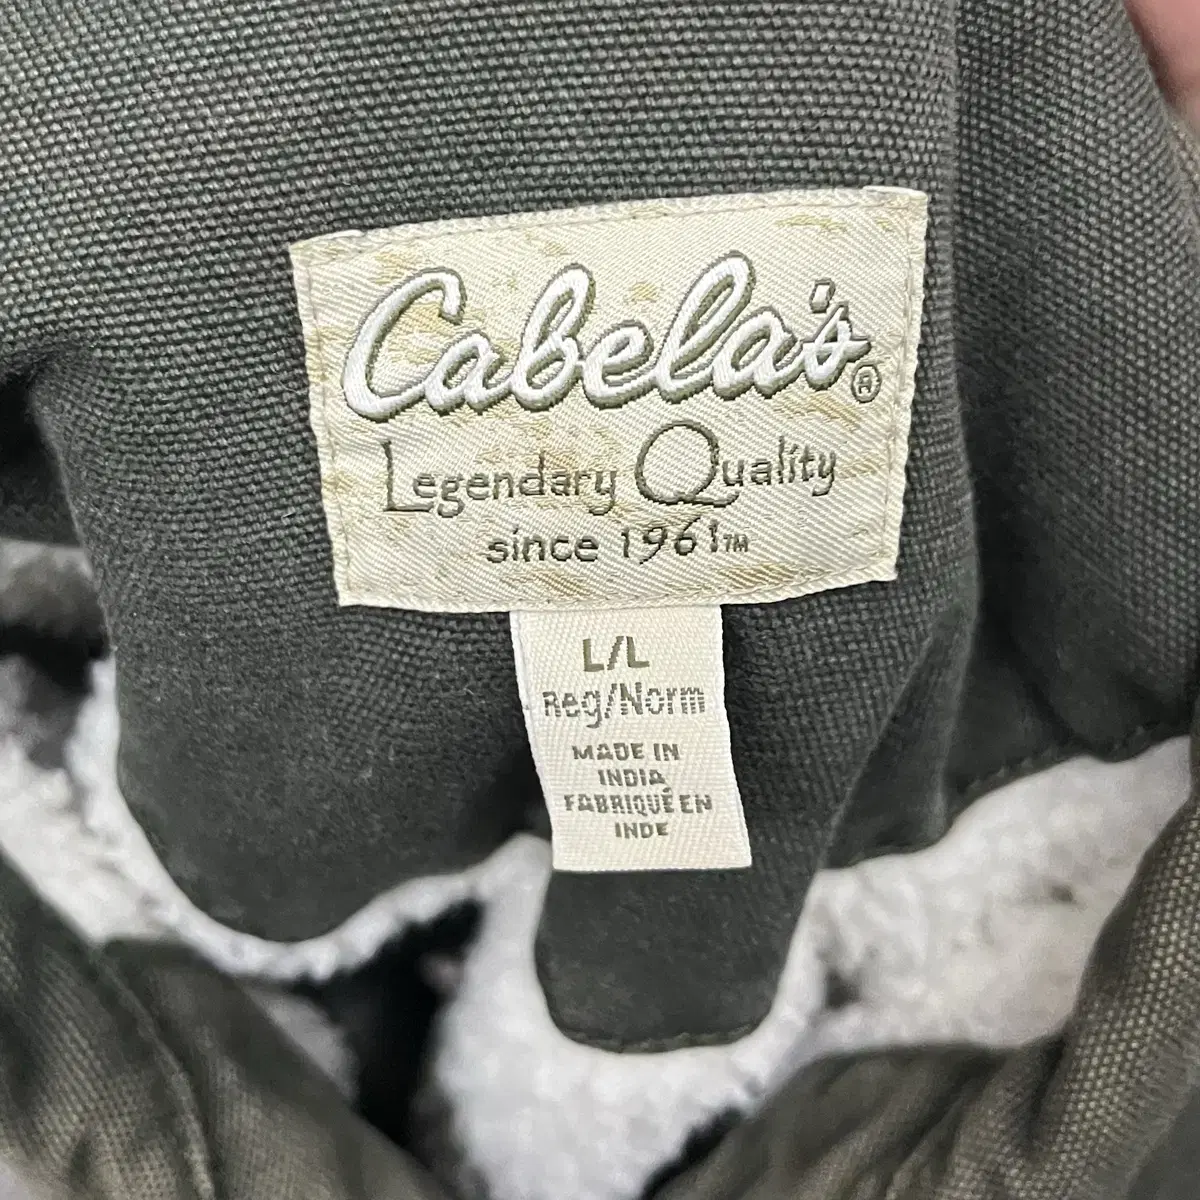 Cabela's®
Legendary Quality
since 1961™
L/L
Reg/Norm
MADE IN
INDIA
FABRIQUÉ EN
INDE